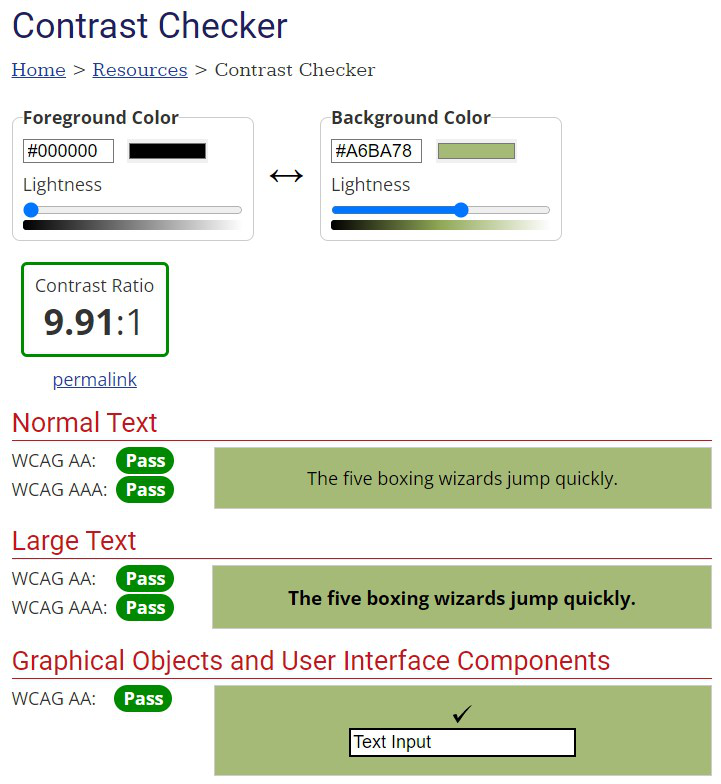 Contrast Checker
Home > Resources > Contrast Checker
Foreground Color
#000000
Lightness
Background Color
#A6BA78
Lightness
Contrast Ratio
9.91:1
permalink
Normal Text
WCAG AA: Pass
WCAG AAA: Pass
The five boxing wizards jump quickly.
Large Text
WCAG AA: Pass
WCAG AAA: Pass
The five boxing wizards jump quickly.
Graphical Objects and User Interface Components
WCAG AA: Pass
Text Input